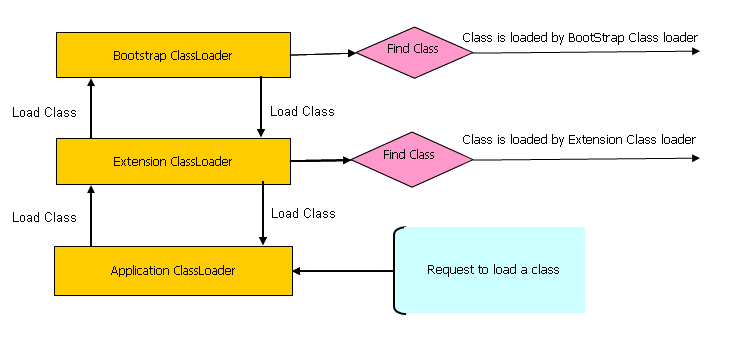 Class is loaded by BootStrap Class loader
Find Class
Bootstrap ClassLoader
Load Class
Load Class
Class is loaded by Extension Class loader
Find Class
Extension ClassLoader
Load Class
Load Class
Application ClassLoader
Request to load a class